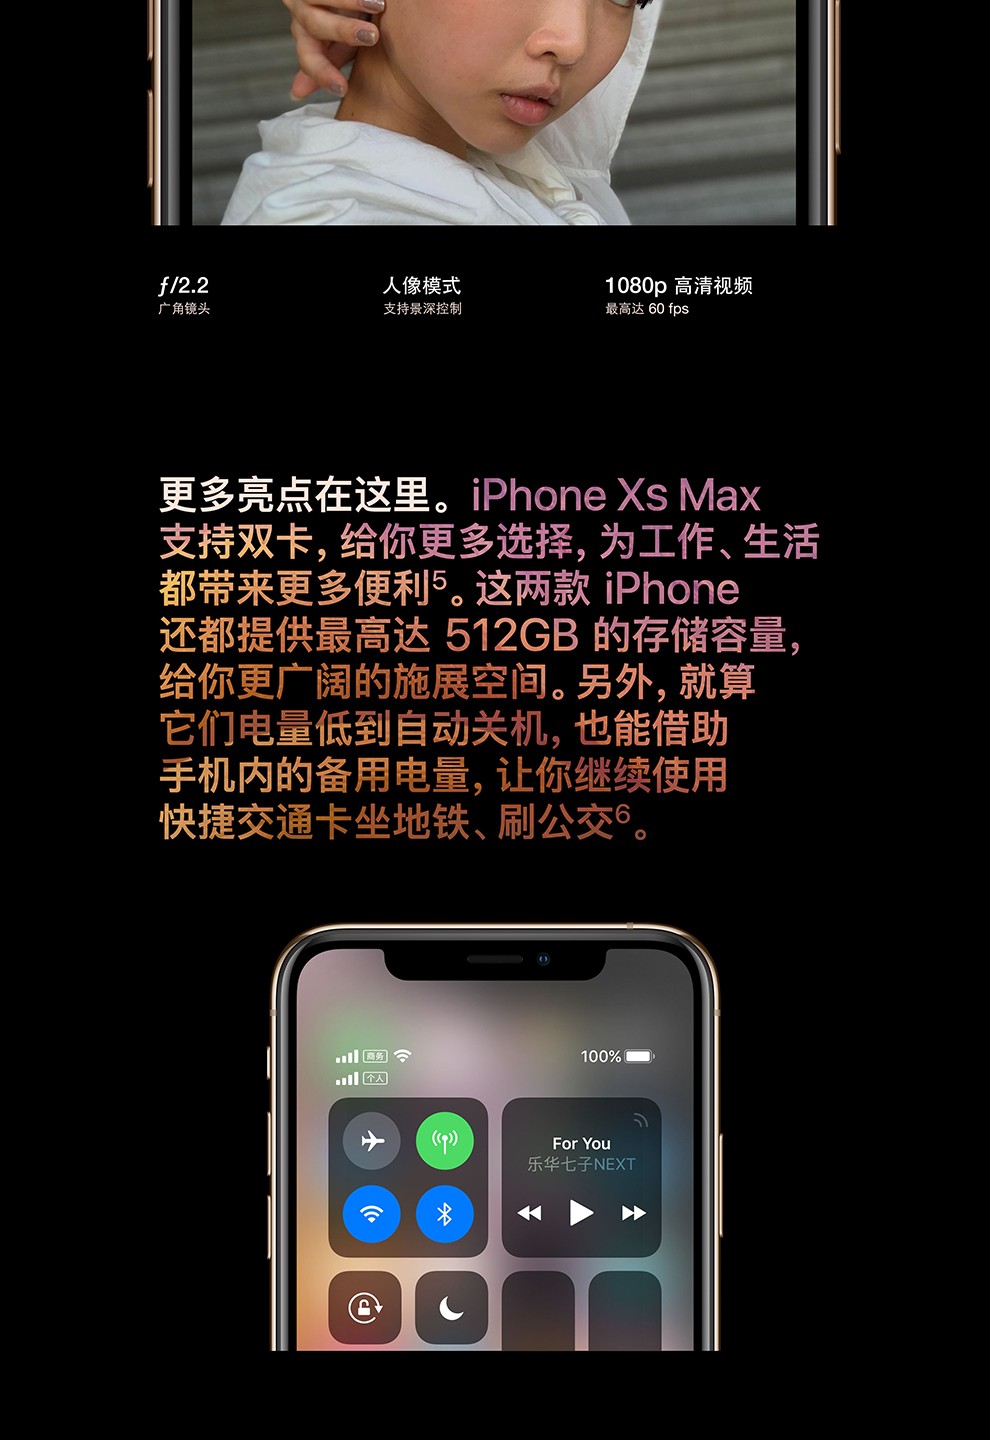 ƒ/2.2
广角镜头
人像模式
支持景深控制
1080p 高清视频
最高达 60 fps
更多亮点在这里。iPhone Xs Max
支持双卡，给你更多选择，为工作、生活
都带来更多便利5。这两款 iPhone
还都提供最高达 512GB 的存储容量，
给你更广阔的施展空间。另外，就算
它们电量低到自动关机，也能借助
手机内的备用电量，让你继续使用
快捷交通卡坐地铁、刷公交6。
商务
100%
个人
For You
乐华七子NEXT